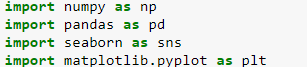 import numpy as np
import pandas as pd
import seaborn as sns
import matplotlib.pyplot as plt